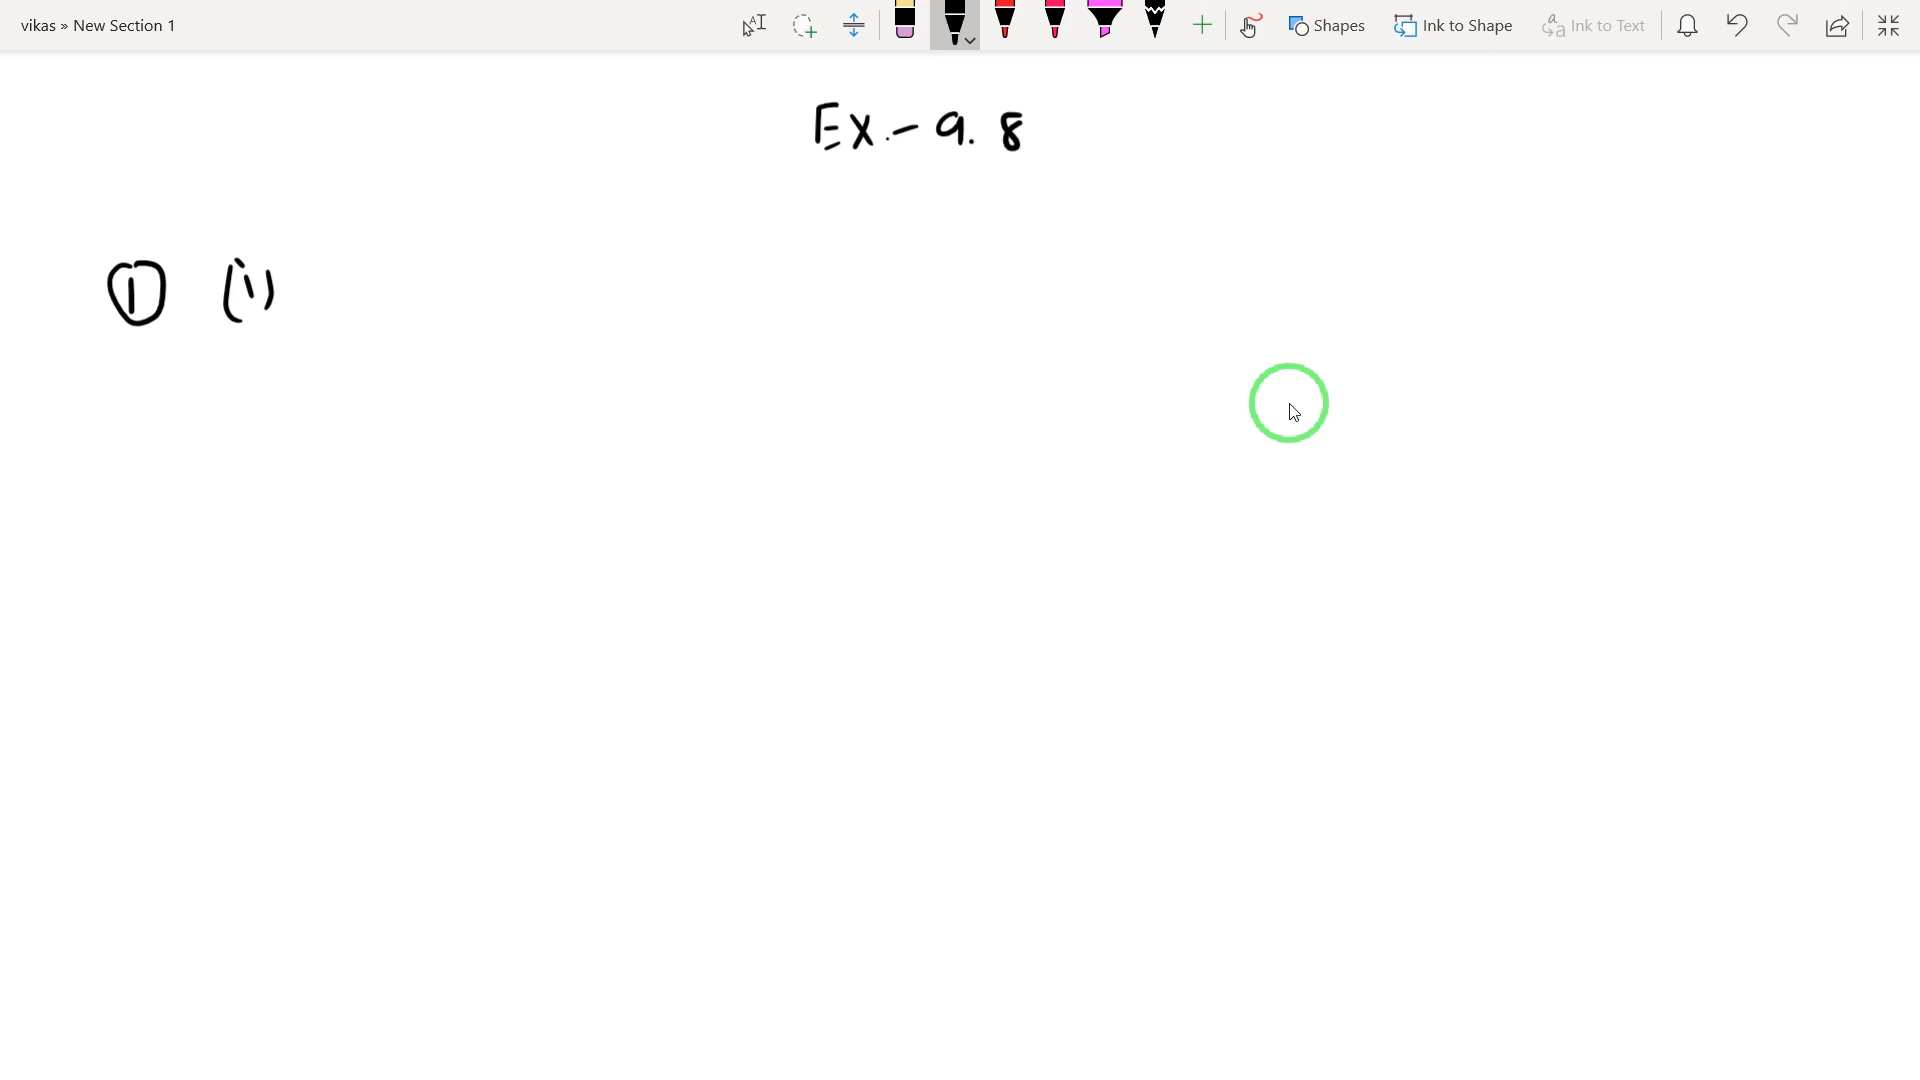 vikas » New Section 1
Shapes
Ink to Shape
Ink to Text
Ex.- 9. 8
① (i)